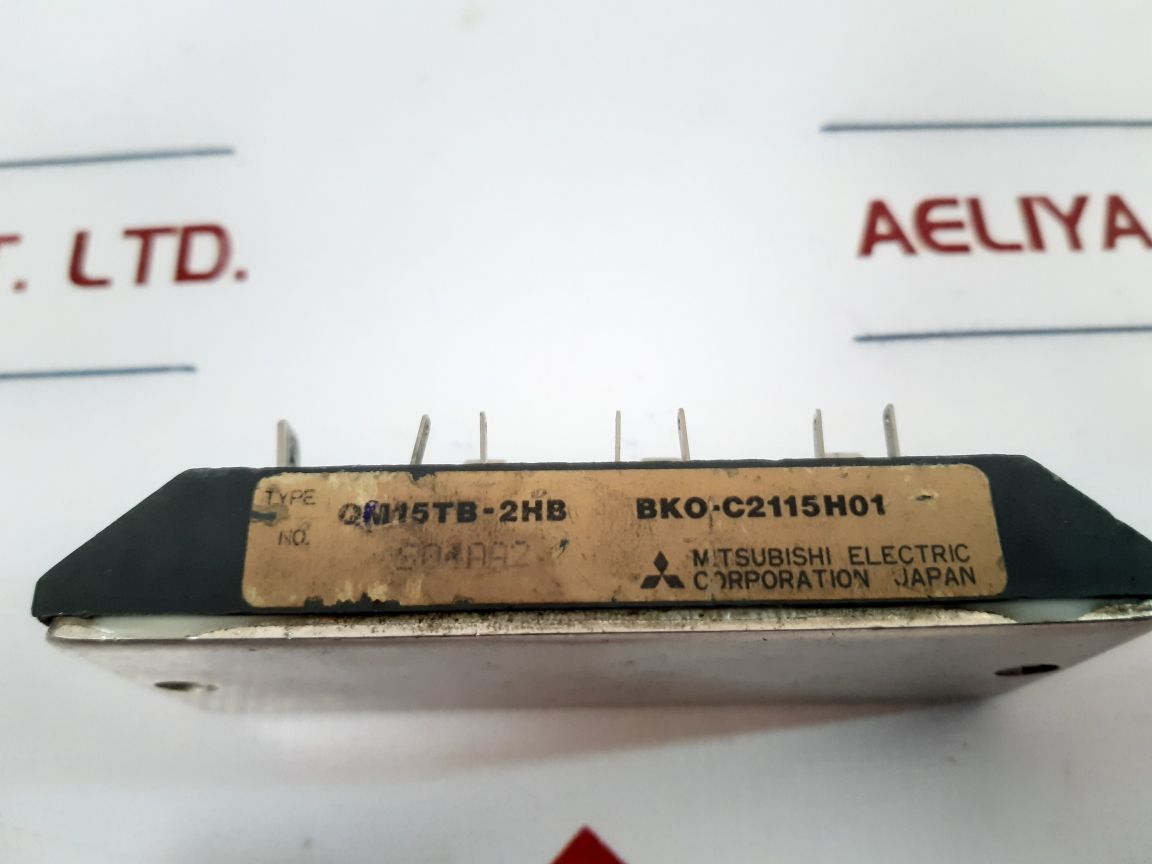 T. LTD.
AELIYA
TYPE QM15TB-2HB BKO-C2115H01
NO.
MITSUBISHI ELECTRIC
CORPORATION JAPAN